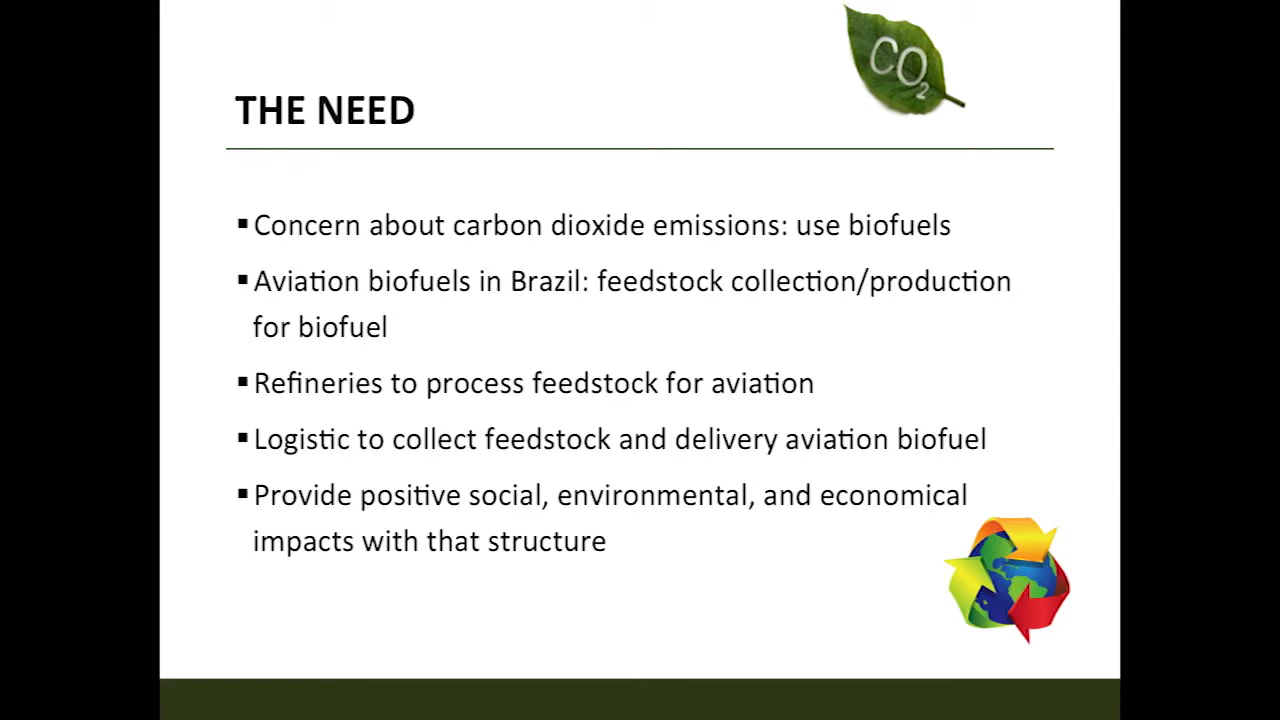 CO2
THE NEED
▪ Concern about carbon dioxide emissions: use biofuels
▪ Aviation biofuels in Brazil: feedstock collection/production
for biofuel
▪ Refineries to process feedstock for aviation
▪ Logistic to collect feedstock and delivery aviation biofuel
▪ Provide positive social, environmental, and economical
impacts with that structure